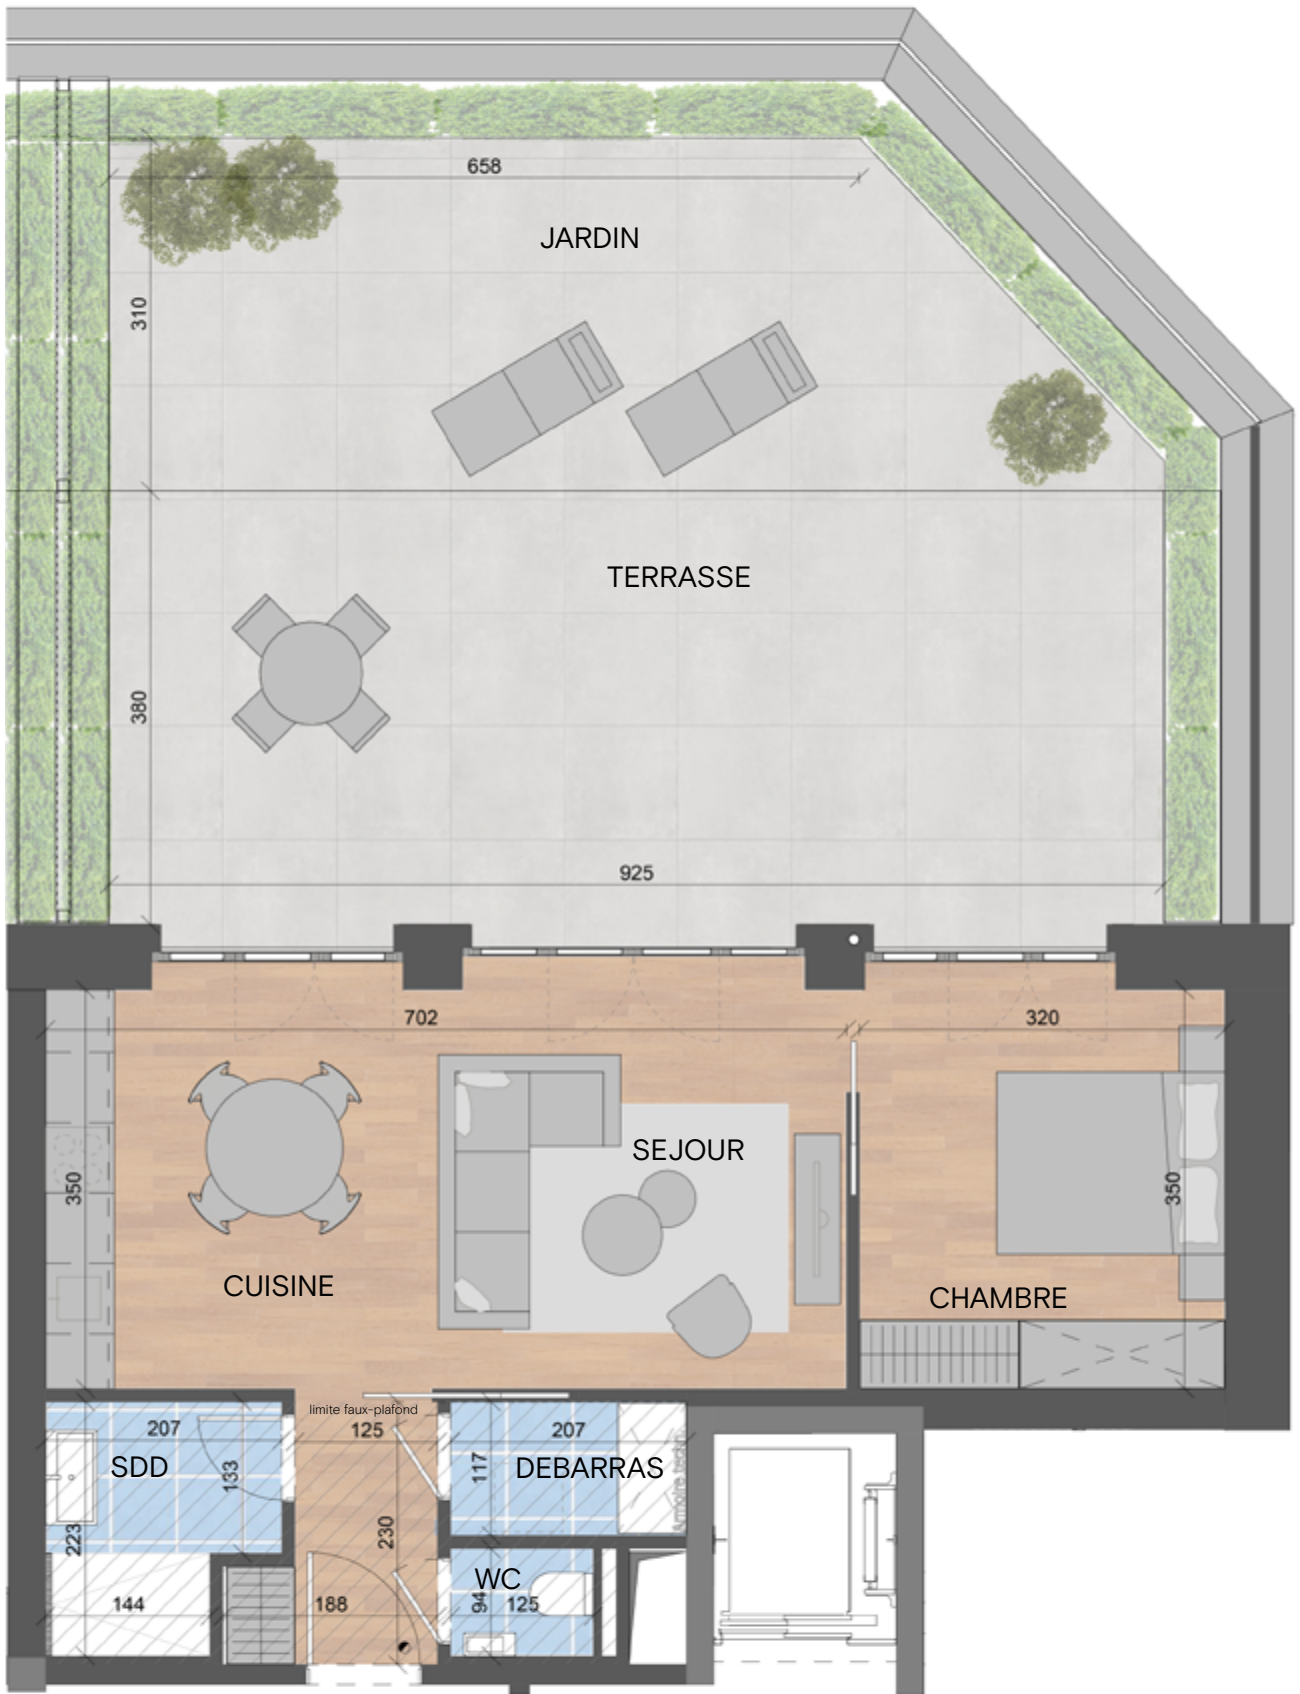 658
JARDIN
310
TERRASSE
380
925
702
320
SEJOUR
350
350
CUISINE
CHAMBRE
limite faux-plafond
207
125
207
SDD
133
117
DEBARRAS
223
230
WC
144
188
94
125